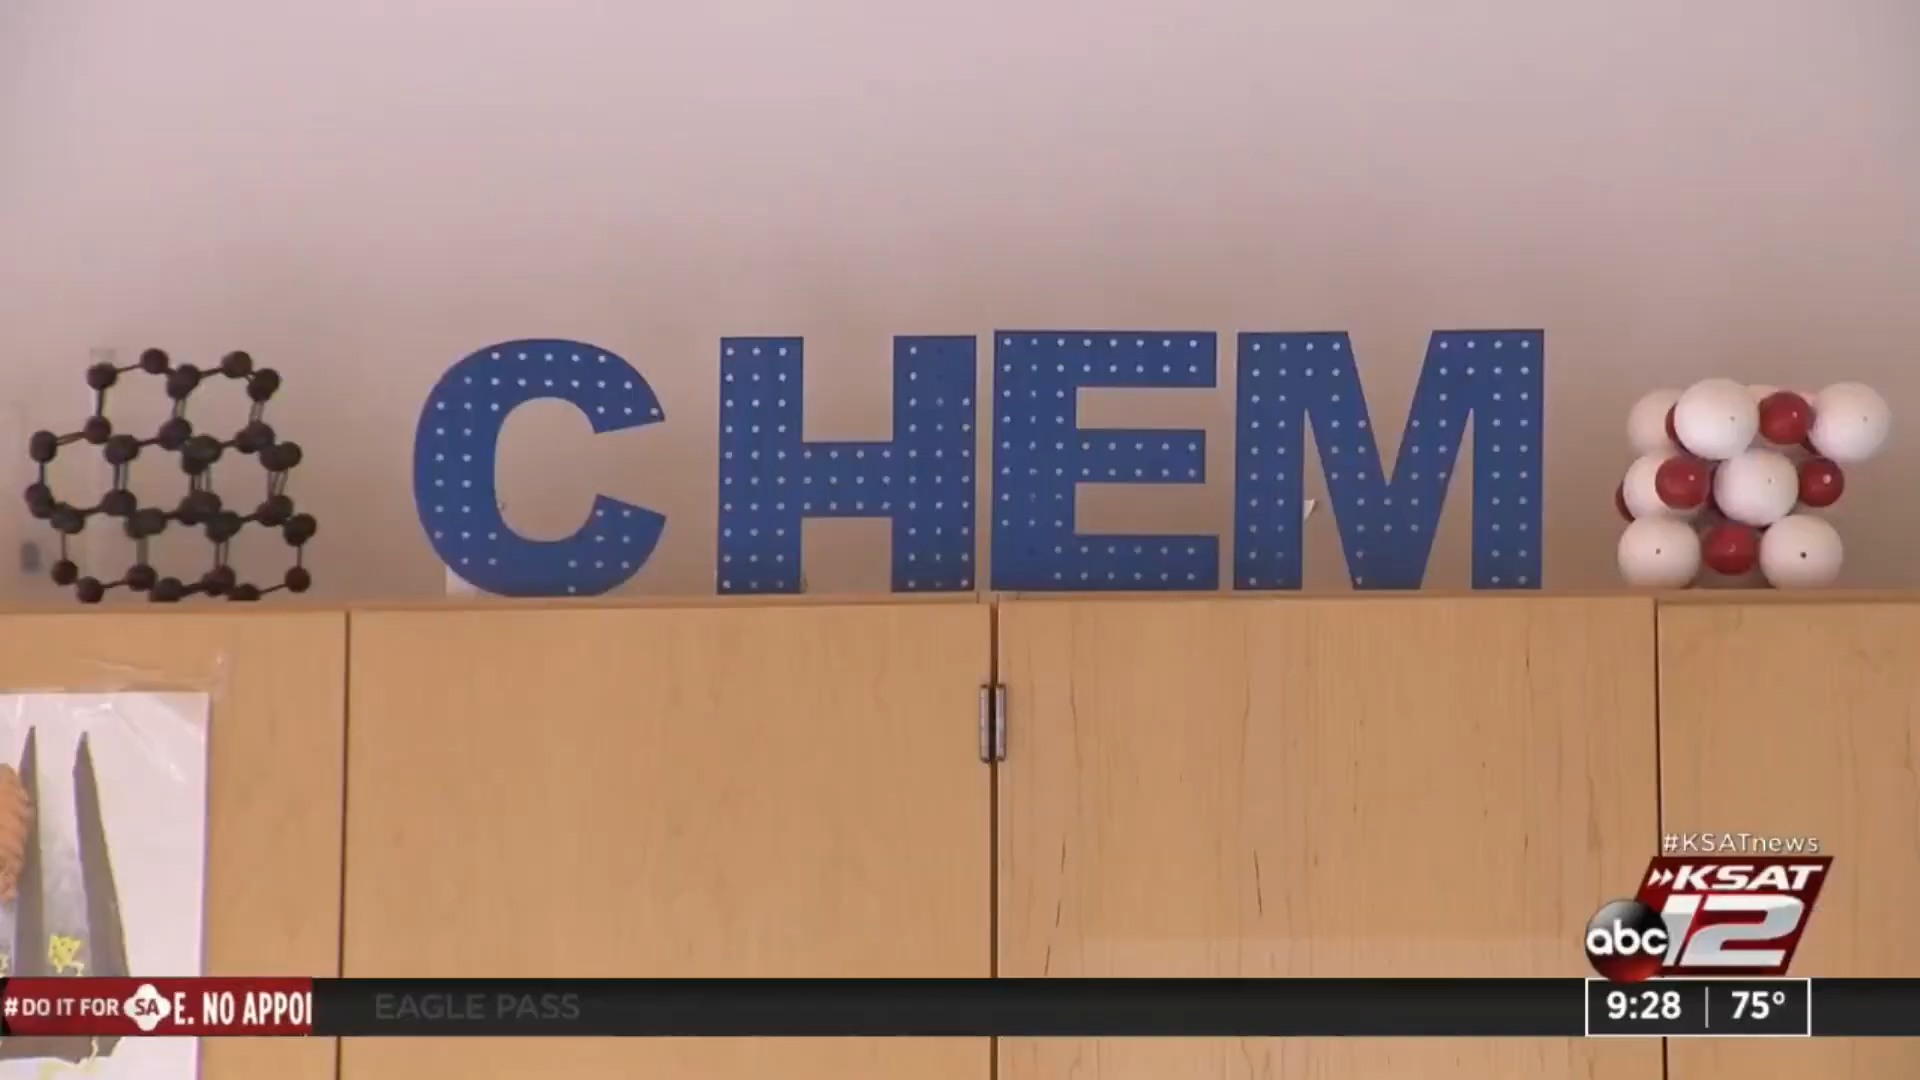 CHEM
#KSATnews
KSAT
12
abc
#DO IT FOR SA E. NO APPOI
EAGLE PASS
9:28 75°